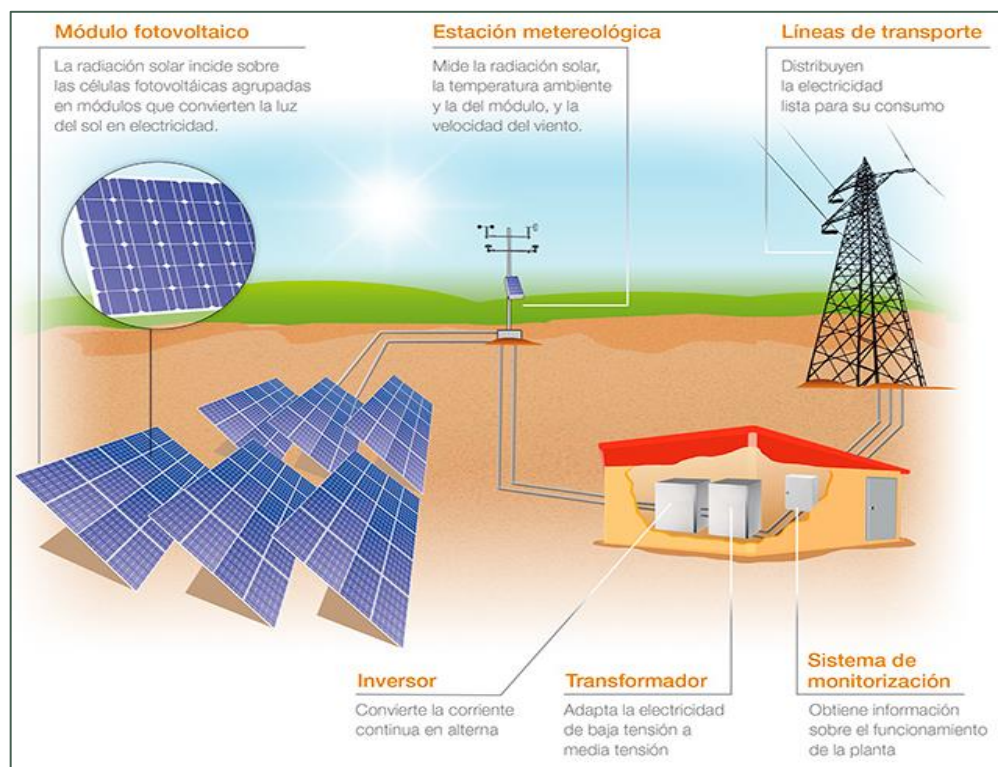 Módulo fotovoltaico
La radiación solar incide sobre
las células fotovoltáicas agrupadas
en módulos que convierten la luz
del sol en electricidad.
Estación metereológica
Mide la radiación solar,
la temperatura ambiente
y la del módulo, y la
velocidad del viento.
Líneas de transporte
Distribuyen
la electricidad
lista para su consumo
Inversor
Convierte la corriente
continua en alterna
Transformador
Adapta la electricidad
de baja tensión a
media tensión
Sistema de
monitorización
Obtiene información
sobre el funcionamiento
de la planta